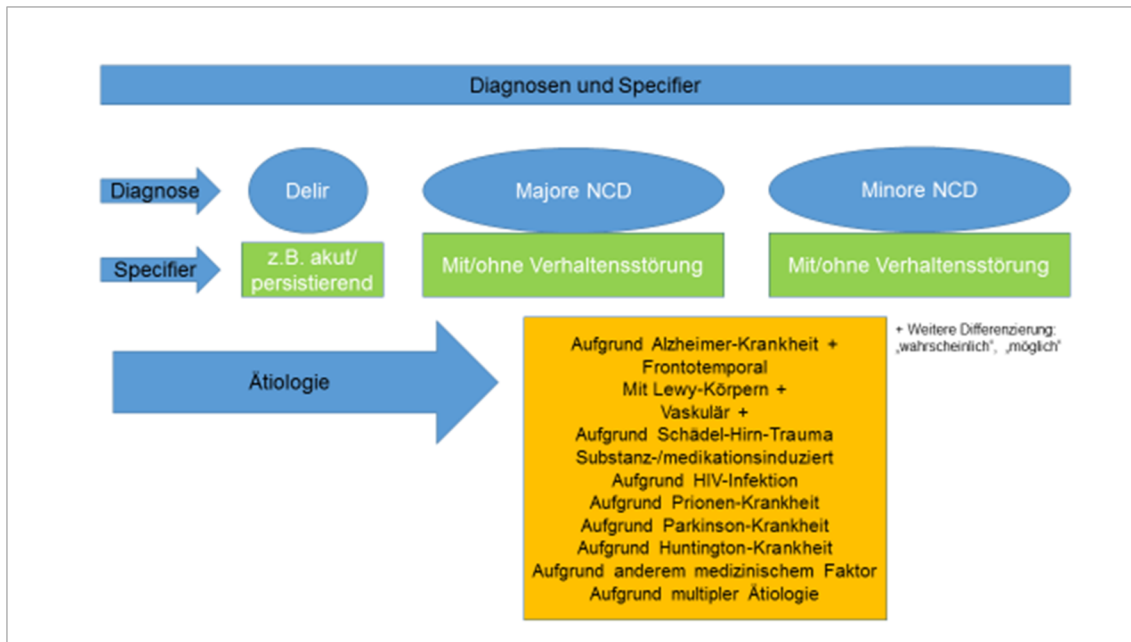 Diagnosen und Specifier
Diagnose
Delir
Majore NCD
Minore NCD
Specifier
z.B. akut/
persistierend
Mit/ohne Verhaltensstörung
Mit/ohne Verhaltensstörung
Ätiologie
Aufgrund Alzheimer-Krankheit +
Frontotemporal
Mit Lewy-Körpern +
Vaskulär +
Aufgrund Schädel-Hirn-Trauma
Substanz-/medikationsinduziert
Aufgrund HIV-Infektion
Aufgrund Prionen-Krankheit
Aufgrund Parkinson-Krankheit
Aufgrund Huntington-Krankheit
Aufgrund anderem medizinischem Faktor
Aufgrund multipler Ätiologie
+ Weitere Differenzierung:
„wahrscheinlich", „möglich"